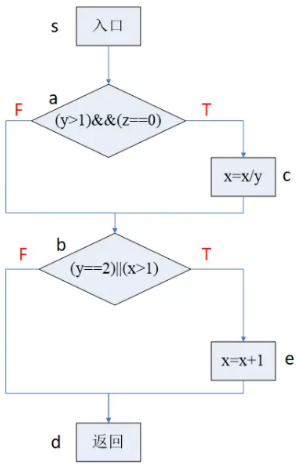 s 入口
a
F (y>1)&&(z==0) T
x=x/y c
b
F (y==2)||(x>1) T
x=x+1 e
d 返回